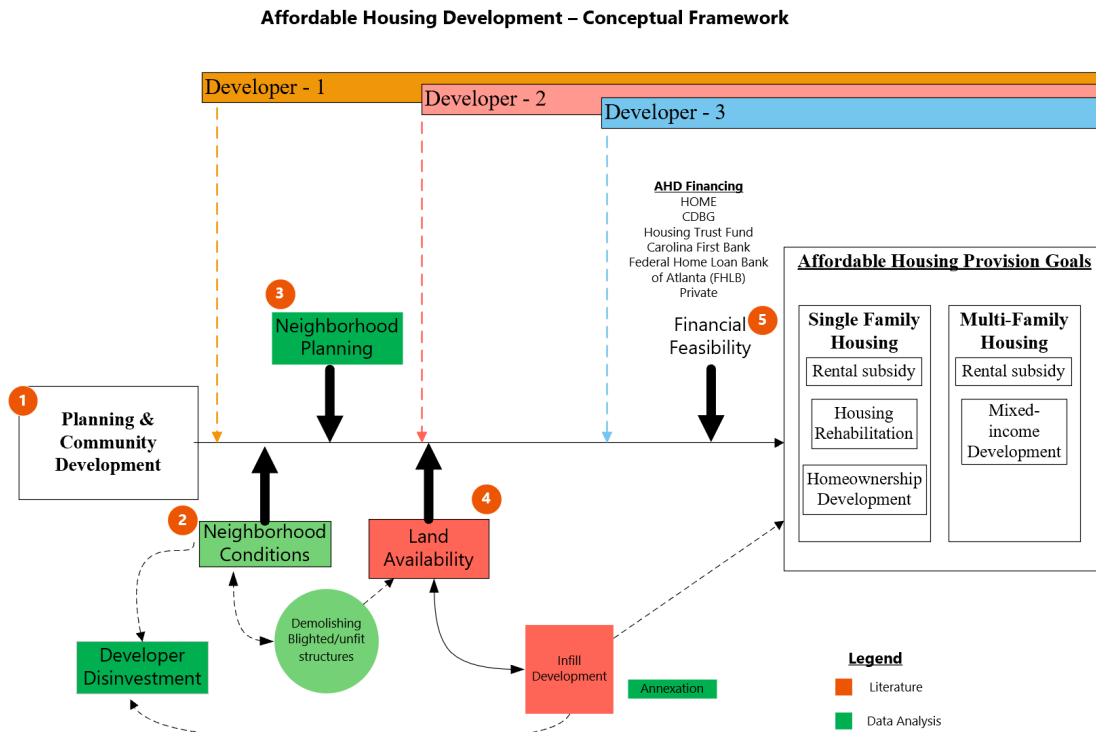 Affordable Housing Development – Conceptual Framework
Developer - 1
Developer - 2
Developer - 3
AHD Financing
HOME
CDBG
Housing Trust Fund
Carolina First Bank
Federal Home Loan Bank
of Atlanta (FHLB)
Private
3
Neighborhood
Planning
Financial
Feasibility
5
1
Planning &
Community
Development
2
Neighborhood
Conditions
4
Land
Availability
Demolishing
Blighted/unfit
structures
Developer
Disinvestment
Infill
Development
Annexation
Affordable Housing Provision Goals
Single Family
Housing
Rental subsidy
Housing
Rehabilitation
Homeownership
Development
Multi-Family
Housing
Rental subsidy
Mixed-
income
Development
Legend
Literature
Data Analysis